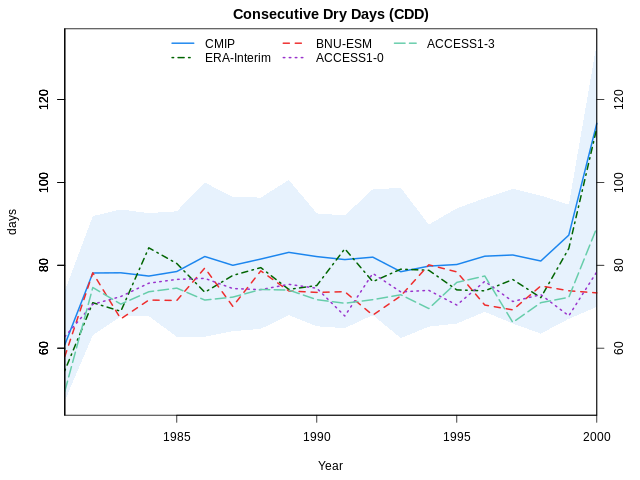 Consecutive Dry Days (CDD)
CMIP BNU-ESM ACCESS1-3
ERA-Interim ACCESS1-0
120 120
100 100
80 80
60 60
days
1985 1990 1995 2000
Year